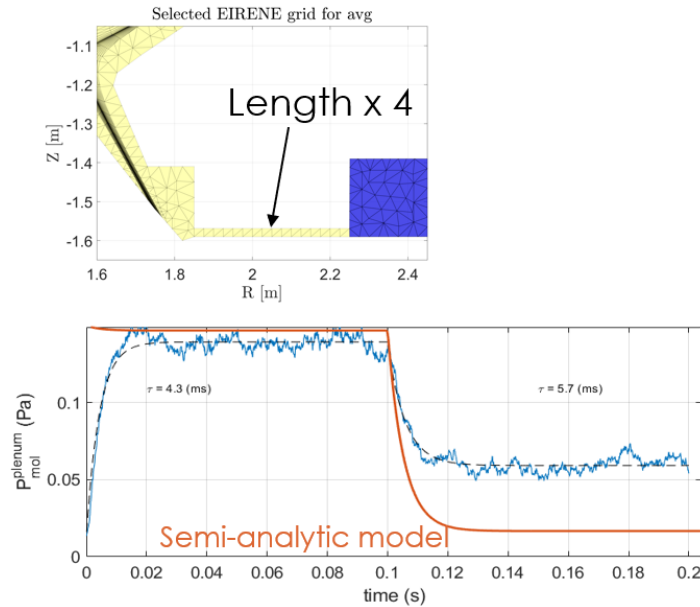 Selected EIRENE grid for avg
-1.1
-1.2
-1.3
-1.4
-1.5
-1.6
Z [m]
Length x 4
1.6 1.8 2 2.2 2.4
R [m]
0.1
0.05
0
P_mol^plenum (Pa)
τ = 4.3 (ms)
τ = 5.7 (ms)
Semi-analytic model
0 0.02 0.04 0.06 0.08 0.1 0.12 0.14 0.16 0.18 0.2
time (s)